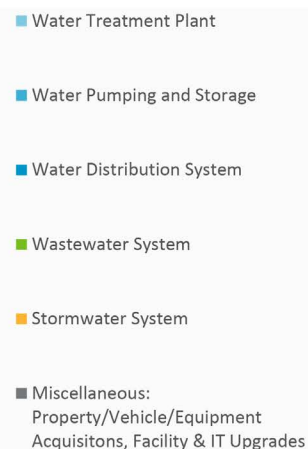 Water Treatment Plant
Water Pumping and Storage
Water Distribution System
Wastewater System
Stormwater System
Miscellaneous:
Property/Vehicle/Equipment
Acquisitons, Facility & IT Upgrades